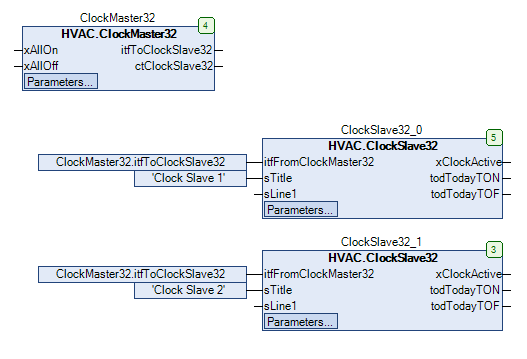 ClockMaster32
4
HVAC.ClockMaster32
xAllOn itfToClockSlave32
xAllOff ctClockSlave32
Parameters...
ClockSlave32_0
5
HVAC.ClockSlave32
ClockMaster32.itfToClockSlave32 itfFromClockMaster32 xClockActive
'Clock Slave 1' sTitle todTodayTON
sLine1 todTodayTOF
Parameters...
ClockSlave32_1
3
HVAC.ClockSlave32
ClockMaster32.itfToClockSlave32 itfFromClockMaster32 xClockActive
'Clock Slave 2' sTitle todTodayTON
sLine1 todTodayTOF
Parameters...